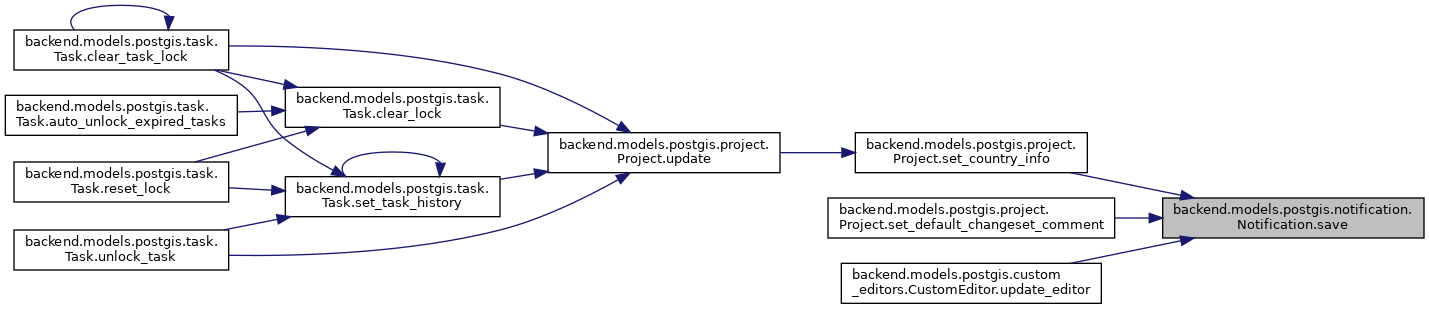 backend.models.postgis.task.
Task.clear_task_lock
backend.models.postgis.task.
Task.auto_unlock_expired_tasks
backend.models.postgis.task.
Task.reset_lock
backend.models.postgis.task.
Task.unlock_task
backend.models.postgis.task.
Task.clear_lock
backend.models.postgis.task.
Task.set_task_history
backend.models.postgis.project.
Project.update
backend.models.postgis.project.
Project.set_country_info
backend.models.postgis.project.
Project.set_default_changeset_comment
backend.models.postgis.custom
_editors.CustomEditor.update_editor
backend.models.postgis.notification.
Notification.save